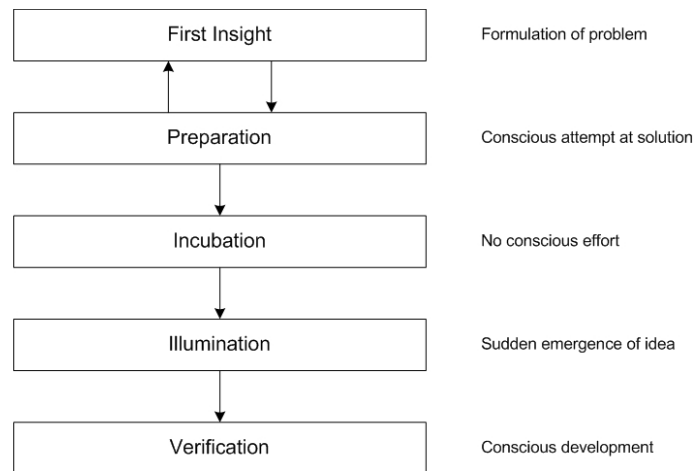 First Insight
Formulation of problem
Preparation
Conscious attempt at solution
Incubation
No conscious effort
Illumination
Sudden emergence of idea
Verification
Conscious development